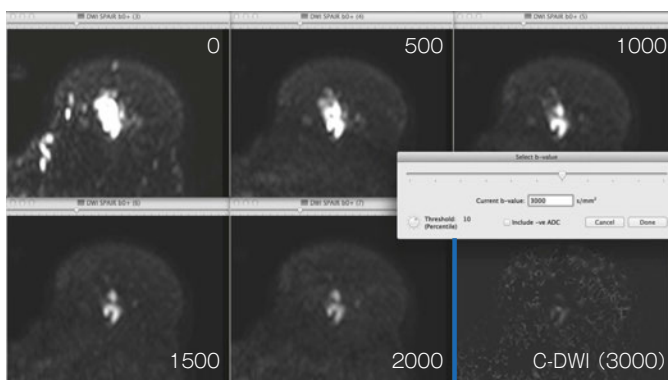 DWI SPAIR b0+ (3)
DWI SPAIR b0+ (4)
DWI SPAIR b0+ (5)
0
500
1000
Select b-value
Current b-value: 3000 s/mm²
Threshold 10
(Percentile)
Include -ve ADC
Cancel
Done
DWI SPAIR b0+ (6)
DWI SPAIR b0+ (7)
1500
2000
C-DWI (3000)